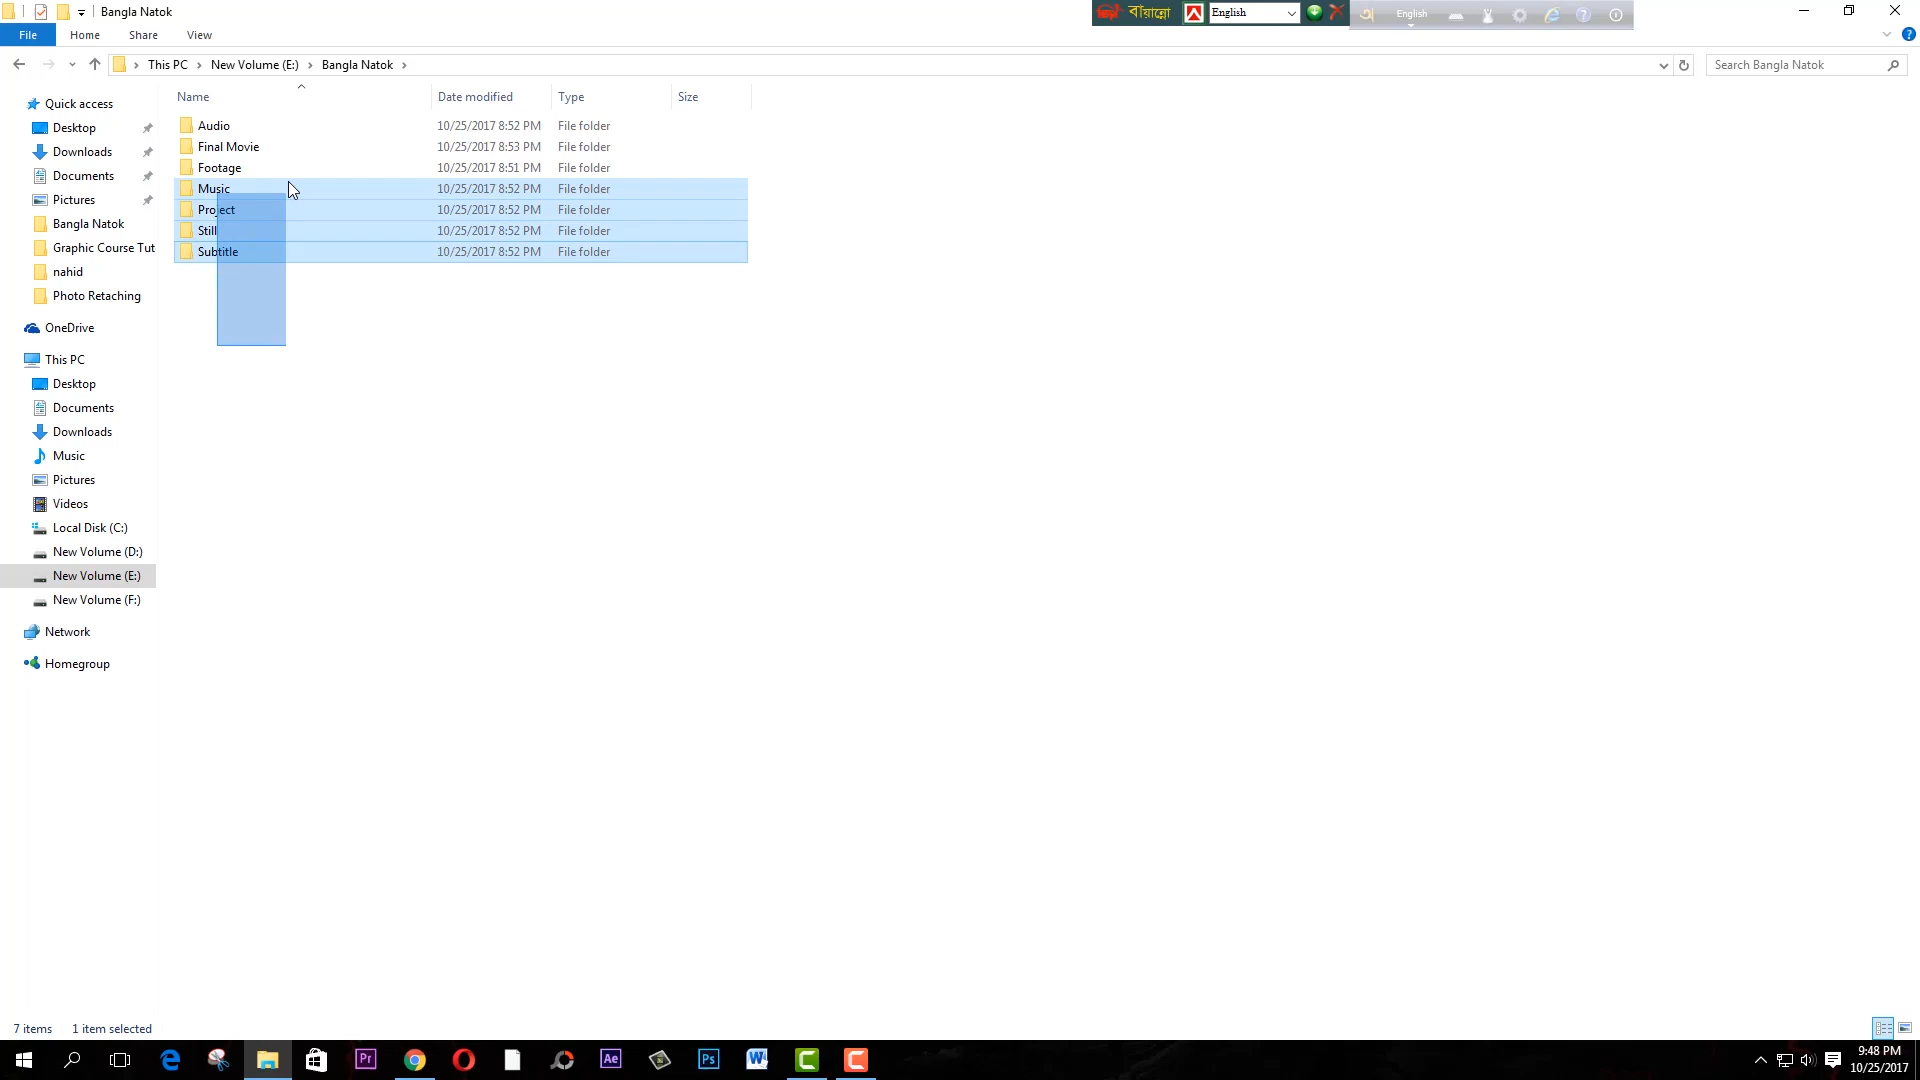 Bangla Natok
বায়ান্নো
English
English
File
Home
Share
View
This PC
New Volume (E:)
Bangla Natok
Search Bangla Natok
Name
Date modified
Type
Size
Quick access
Desktop
Downloads
Documents
Pictures
Bangla Natok
Graphic Course Tut
nahid
Photo Retaching
OneDrive
This PC
Desktop
Documents
Downloads
Music
Pictures
Videos
Local Disk (C:)
New Volume (D:)
New Volume (E:)
New Volume (F:)
Network
Homegroup
Audio 10/25/2017 8:52 PM File folder
Final Movie 10/25/2017 8:53 PM File folder
Footage 10/25/2017 8:51 PM File folder
Music 10/25/2017 8:52 PM File folder
Project 10/25/2017 8:52 PM File folder
Still 10/25/2017 8:52 PM File folder
Subtitle 10/25/2017 8:52 PM File folder
7 items
1 item selected
Pr
Ae
Ps
W
9:48 PM
10/25/2017